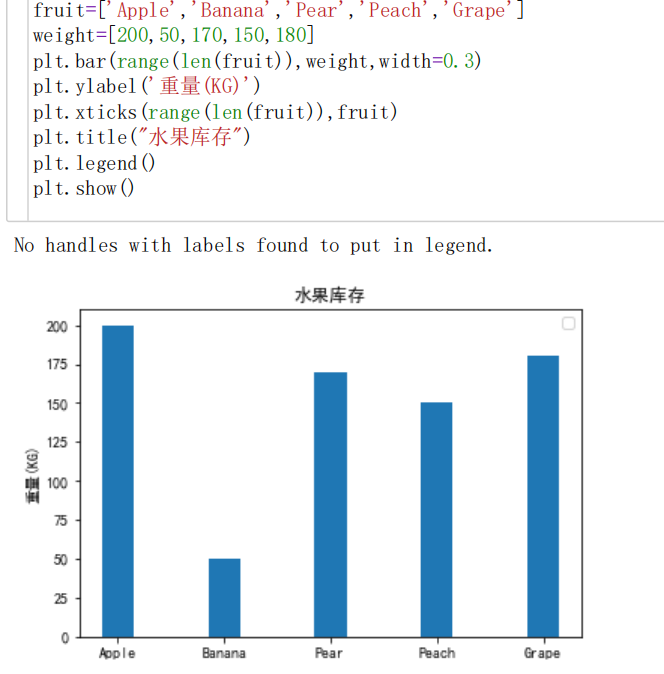 fruit=['Apple','Banana','Pear','Peach','Grape']
weight=[200,50,170,150,180]
plt.bar(range(len(fruit)),weight,width=0.3)
plt.ylabel('重量(KG)')
plt.xticks(range(len(fruit)),fruit)
plt.title("水果库存")
plt.legend()
plt.show()
No handles with labels found to put in legend.
水果库存
200
175
150
125
100
75
50
25
0
重量(KG)
Apple Banana Pear Peach Grape